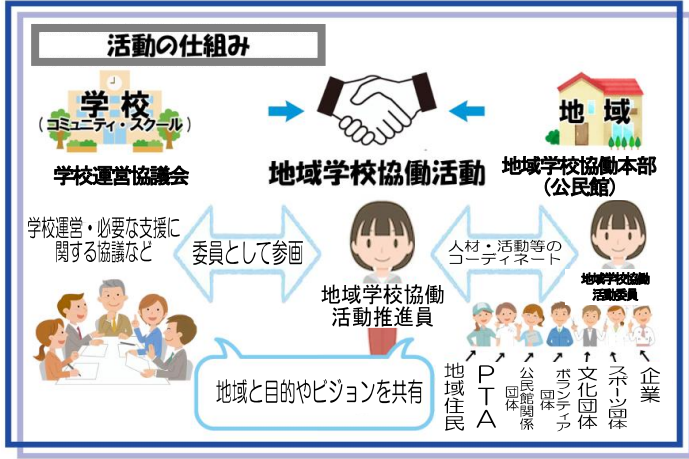 活動の仕組み
学校
(コミュニティ・スクール)
学校運営協議会
地域学校協働活動
地 域
地域学校協働本部
(公民館)
学校運営・必要な支援に
関する協議など
委員として参画
地域学校協働
活動推進員
人材・活動等の
コーディネート
地域学校協働
活動委員
地域と目的やビジョンを共有
地域住民
PTA
公民館関係
団体
ボランティア
団体
文化団体
スポーツ団体
企業